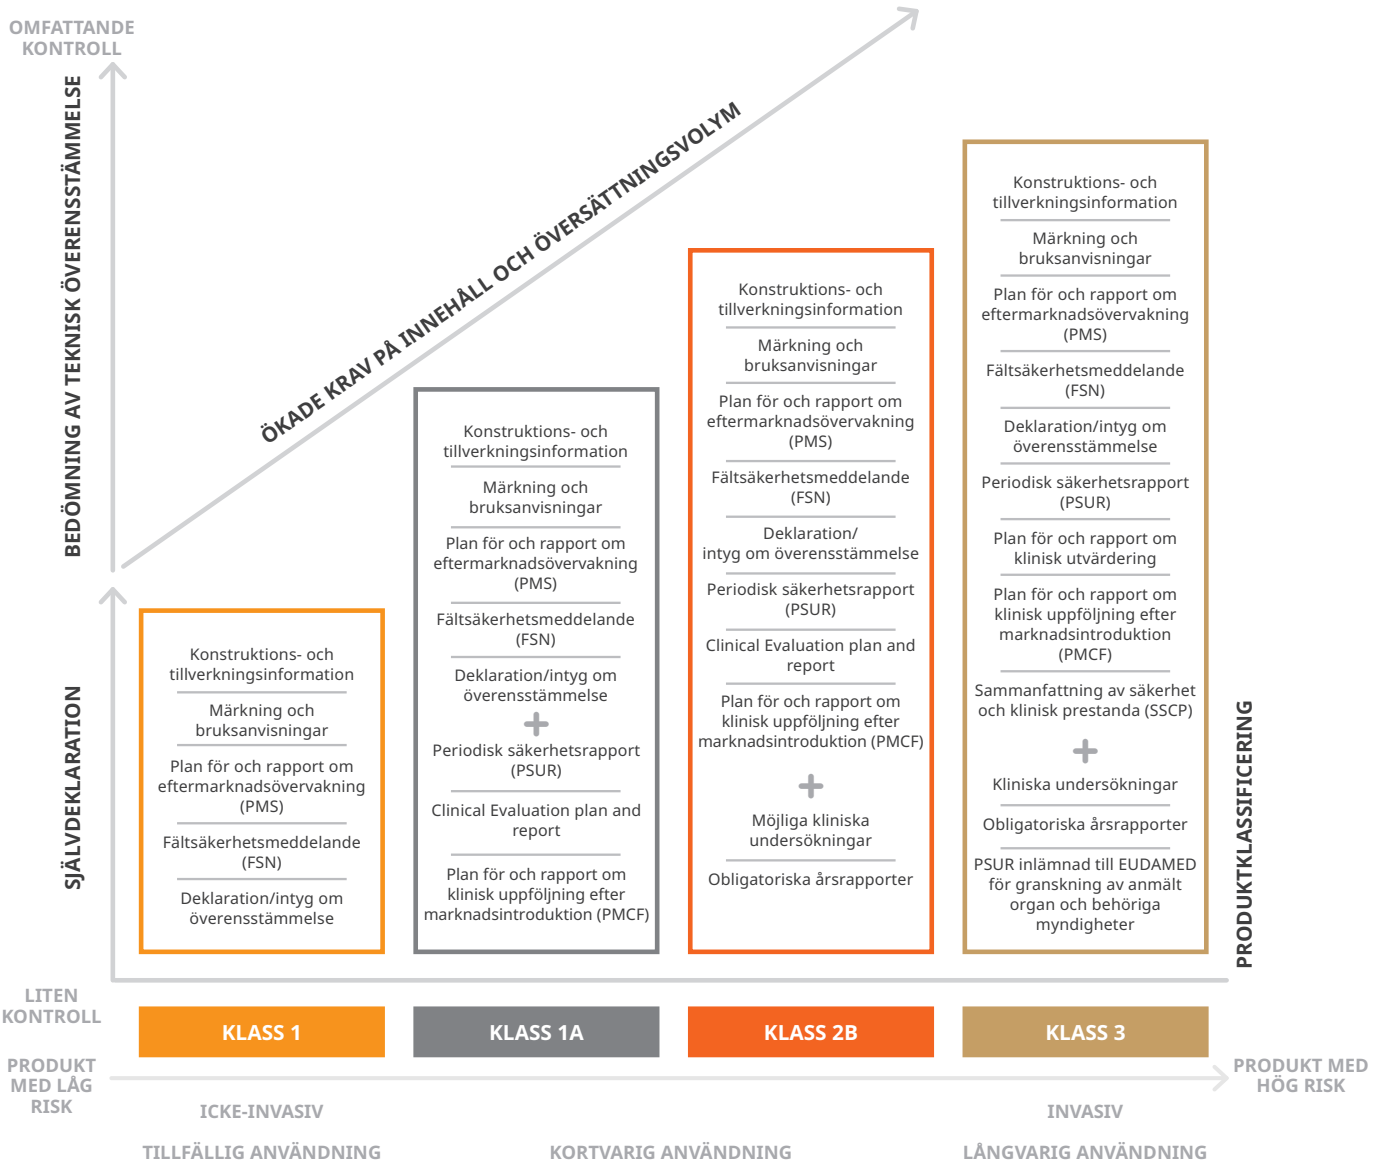 OMFATTANDE
KONTROLL
BEDÖMNING AV TEKNISK ÖVERENSSTÄMMELSE
SJÄLVDEKLARATION
ÖKADE KRAV PÅ INNEHÅLL OCH ÖVERSÄTTNINGSVOLYM
Konstruktions- och
tillverkningsinformation
Märkning och
bruksanvisningar
Plan för och rapport om
eftermarknadsövervakning
(PMS)
Fältsäkerhetsmeddelande
(FSN)
Deklaration/intyg om
överensstämmelse
Konstruktions- och
tillverkningsinformation
Märkning och
bruksanvisningar
Plan för och rapport om
eftermarknadsövervakning
(PMS)
Fältsäkerhetsmeddelande
(FSN)
Deklaration/intyg om
överensstämmelse
+
Periodisk säkerhetsrapport
(PSUR)
Clinical Evaluation plan and
report
Plan för och rapport om
klinisk uppföljning efter
marknadsintroduktion (PMCF)
Konstruktions- och
tillverkningsinformation
Märkning och
bruksanvisningar
Plan för och rapport om
eftermarknadsövervakning
(PMS)
Fältsäkerhetsmeddelande
(FSN)
Deklaration/
intyg om överensstämmelse
Periodisk säkerhetsrapport
(PSUR)
Clinical Evaluation plan and
report
Plan för och rapport om
klinisk uppföljning efter
marknadsintroduktion (PMCF)
+
Möjliga kliniska
undersökningar
Obligatoriska årsrapporter
Konstruktions- och
tillverkningsinformation
Märkning och
bruksanvisningar
Plan för och rapport om
eftermarknadsövervakning
(PMS)
Fältsäkerhetsmeddelande
(FSN)
Deklaration/intyg om
överensstämmelse
Periodisk säkerhetsrapport
(PSUR)
Plan för och rapport om
klinisk utvärdering
Plan för och rapport om
klinisk uppföljning efter
marknadsintroduktion
(PMCF)
Sammanfattning av säkerhet
och klinisk prestanda (SSCP)
+
Kliniska undersökningar
Obligatoriska årsrapporter
PSUR inlämnad till EUDAMED
för granskning av anmält
organ och behöriga
myndigheter
PRODUKTKLASSIFICERING
LITEN
KONTROLL
KLASS 1
KLASS 1A
KLASS 2B
KLASS 3
PRODUKT
MED LÅG
RISK
PRODUKT MED
HÖG RISK
ICKE-INVASIV
INVASIV
TILLFÄLLIG ANVÄNDNING
KORTVARIG ANVÄNDNING
LÅNGVARIG ANVÄNDNING